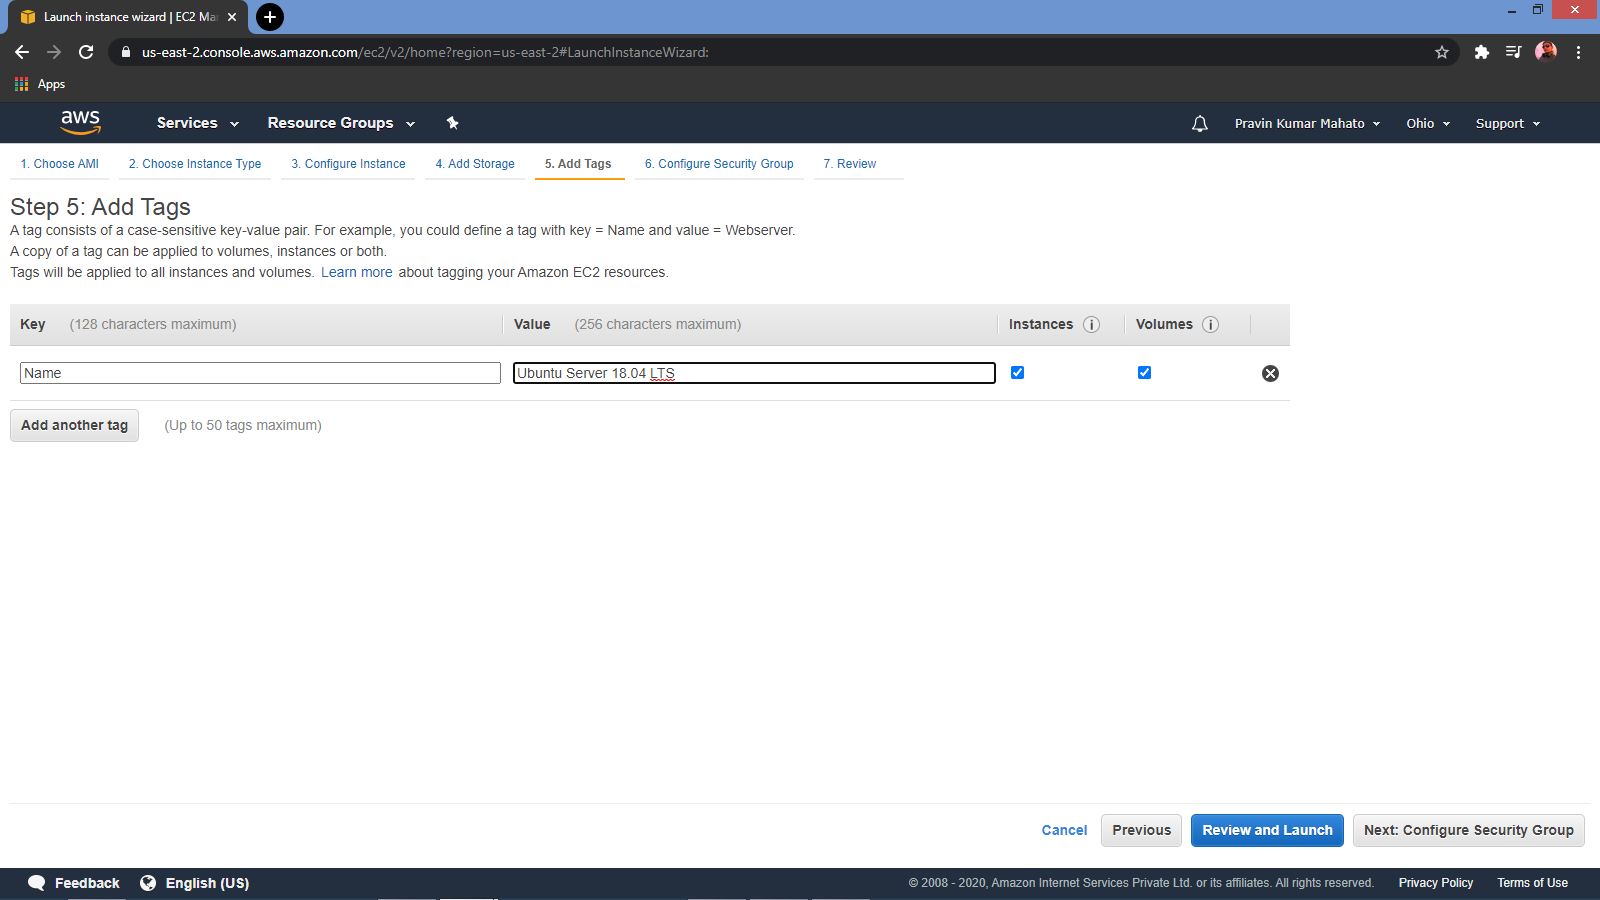 Launch instance wizard | EC2 Ma
us-east-2.console.aws.amazon.com/ec2/v2/home?region=us-east-2#LaunchInstanceWizard:
Apps
aws
Services
Resource Groups
Pravin Kumar Mahato
Ohio
Support
1. Choose AMI
2. Choose Instance Type
3. Configure Instance
4. Add Storage
5. Add Tags
6. Configure Security Group
7. Review
Step 5: Add Tags
A tag consists of a case-sensitive key-value pair. For example, you could define a tag with key = Name and value = Webserver.
A copy of a tag can be applied to volumes, instances or both.
Tags will be applied to all instances and volumes. Learn more about tagging your Amazon EC2 resources.
Key (128 characters maximum)
Value (256 characters maximum)
Instances
Volumes
Name
Ubuntu Server 18.04 LTS
Add another tag
(Up to 50 tags maximum)
Cancel
Previous
Review and Launch
Next: Configure Security Group
Feedback
English (US)
© 2008 - 2020, Amazon Internet Services Private Ltd. or its affiliates. All rights reserved.
Privacy Policy
Terms of Use